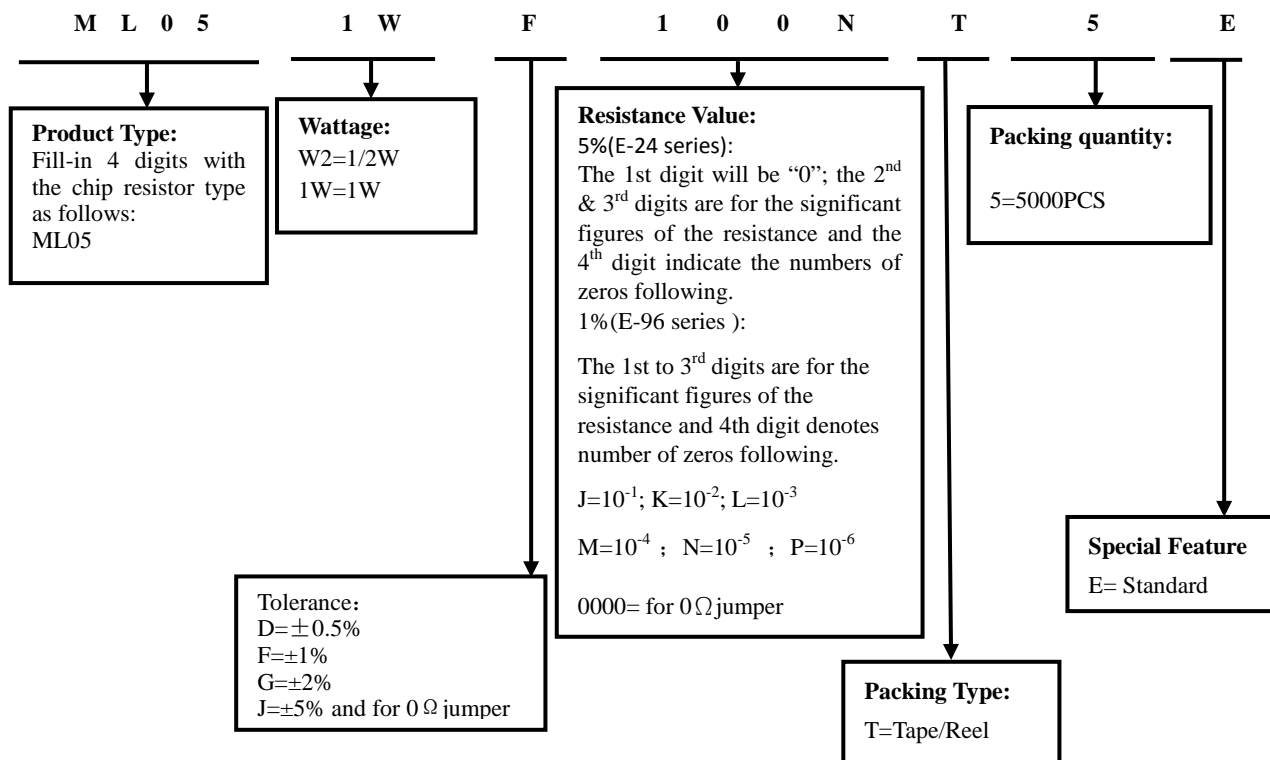 M L 0 5 1 W F 1 0 0 N T 5 E
Product Type:
Fill-in 4 digits with
the chip resistor type
as follows:
ML05
Wattage:
W2=1/2W
1W=1W
Resistance Value:
5%(E-24 series):
The 1st digit will be “0”; the 2nd
& 3rd digits are for the significant
figures of the resistance and the
4th digit indicate the numbers of
zeros following.
1%(E-96 series ):
The 1st to 3rd digits are for the
significant figures of the
resistance and 4th digit denotes
number of zeros following.
J=10-1; K=10-2; L=10-3
M=10-4 ；N=10-5 ；P=10-6
0000= for 0Ω jumper
Packing quantity:
5=5000PCS
Tolerance：
D=±0.5%
F=±1%
G=±2%
J=±5% and for 0Ω jumper
Packing Type:
T=Tape/Reel
Special Feature
E= Standard